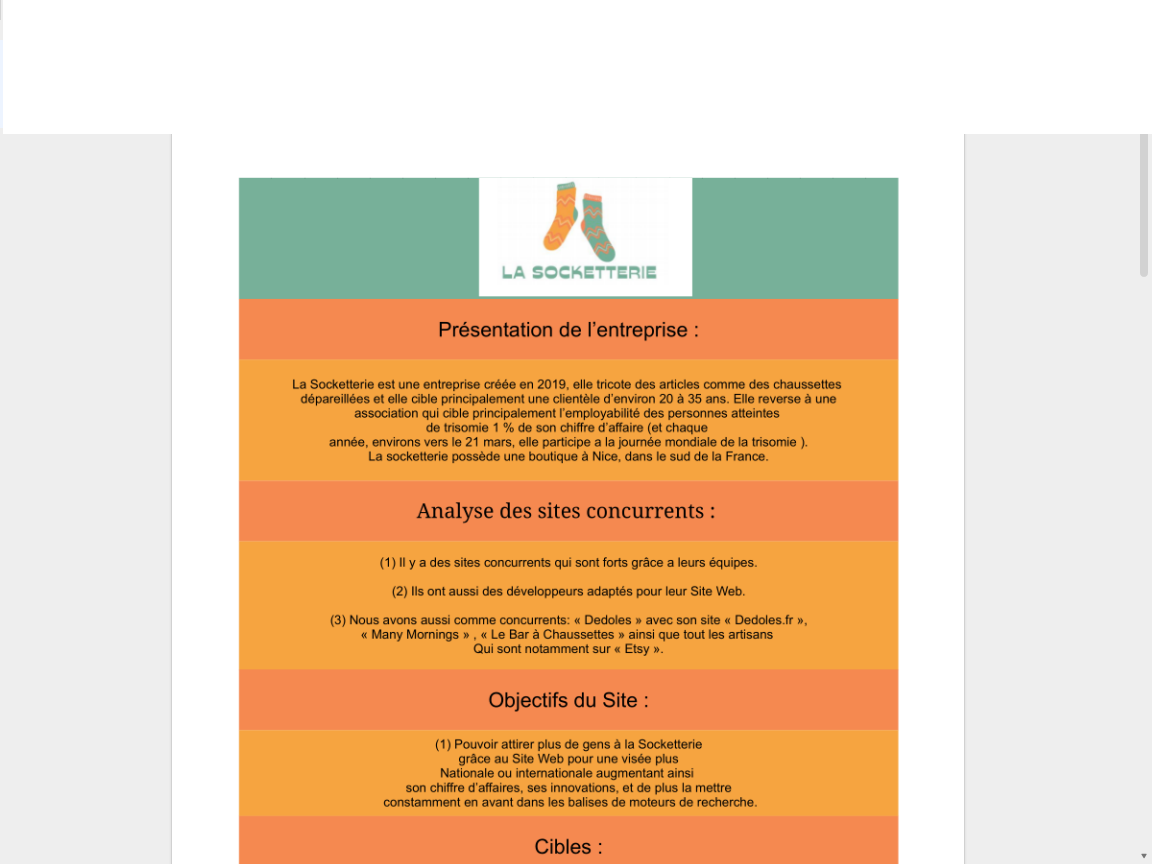 LA SOCKETTERIE
Présentation de l’entreprise :
La Socketterie est une entreprise créée en 2019, elle tricote des articles comme des chaussettes
dépareillées et elle cible principalement une clientèle d’environ 20 à 35 ans. Elle reverse à une
association qui cible principalement l’employabilité des personnes atteintes
de trisomie 1 % de son chiffre d’affaire (et chaque
année, environs vers le 21 mars, elle participe a la journée mondiale de la trisomie ).
La socketterie possède une boutique à Nice, dans le sud de la France.
Analyse des sites concurrents :
(1) Il y a des sites concurrents qui sont forts grâce a leurs équipes.
(2) Ils ont aussi des développeurs adaptés pour leur Site Web.
(3) Nous avons aussi comme concurrents: « Dedoles » avec son site « Dedoles.fr »,
« Many Mornings » , « Le Bar à Chaussettes » ainsi que tout les artisans
Qui sont notamment sur « Etsy ».
Objectifs du Site :
(1) Pouvoir attirer plus de gens à la Socketterie
grâce au Site Web pour une visée plus
Nationale ou internationale augmentant ainsi
son chiffre d’affaires, ses innovations, et de plus la mettre
constamment en avant dans les balises de moteurs de recherche.
Cibles :